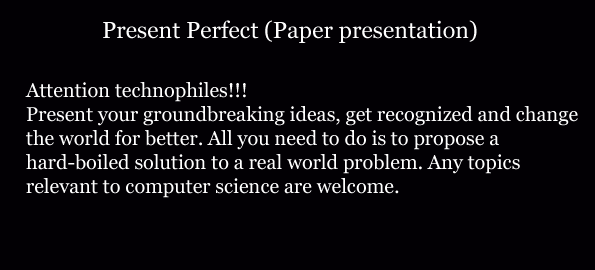 Present Perfect (Paper presentation)
Attention technophiles!!!
Present your groundbreaking ideas, get recognized and change
the world for better. All you need to do is to propose a
hard-boiled solution to a real world problem. Any topics
relevant to computer science are welcome.